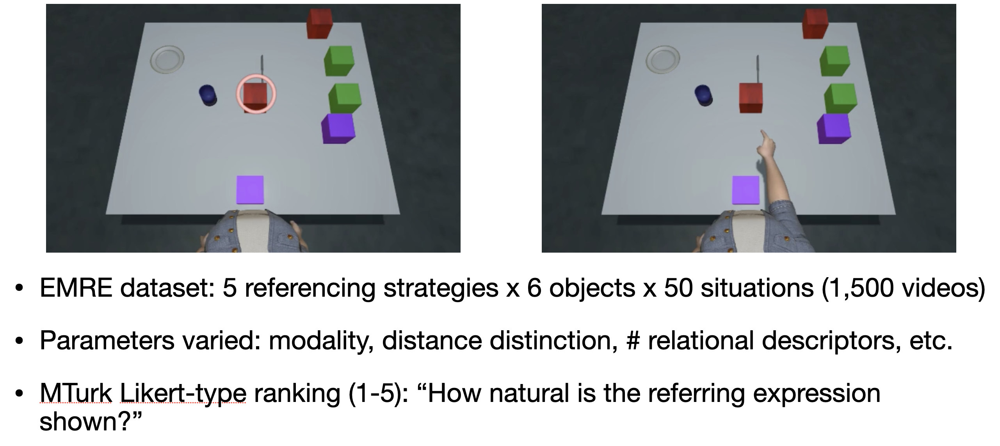 • EMRE dataset: 5 referencing strategies x 6 objects x 50 situations (1,500 videos)
• Parameters varied: modality, distance distinction, # relational descriptors, etc.
• MTurk Likert-type ranking (1-5): “How natural is the referring expression
shown?”